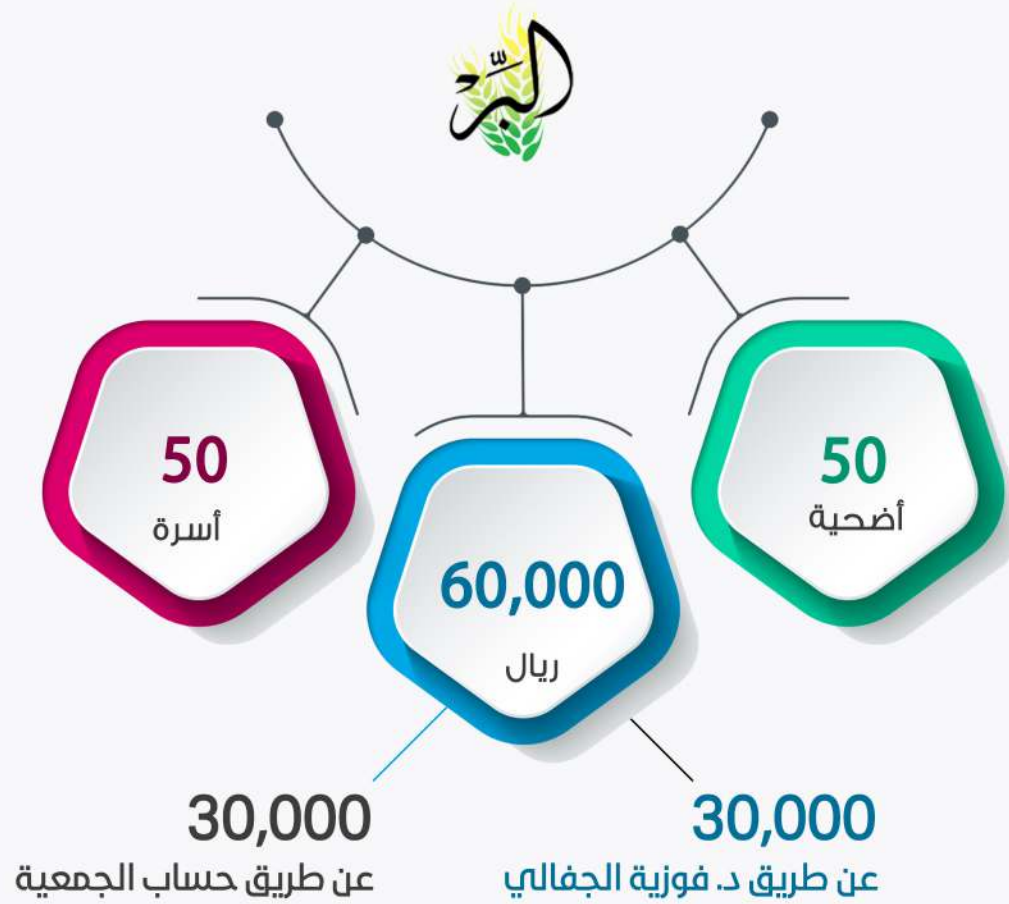 البِّرّ
50
أضحية
60,000
ريال
50
أسرة
30,000
عن طريق د. فوزية الجفالي
30,000
عن طريق حساب الجمعية